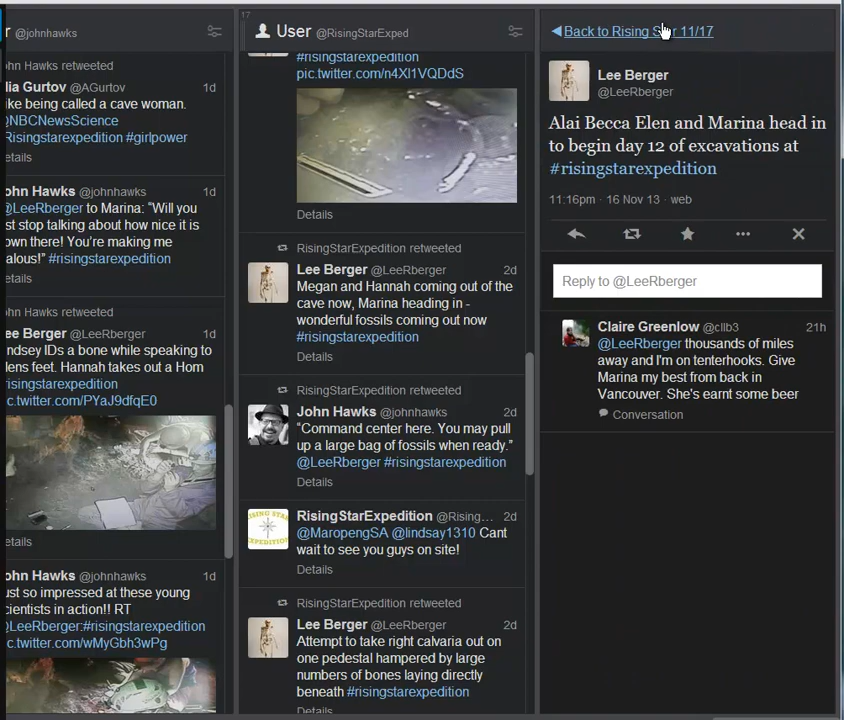 r @johnhawks
ohn Hawks retweeted
lia Gurtov @AGurtov 1d
ke being called a cave woman.
@NBCNewsScience
Risingstarexpedition #girlpower
etails
ohn Hawks @johnhawks 1d
@LeeRberger to Marina: “Will you
st stop talking about how nice it is
own there! You’re making me
alous!” #risingstarexpedition
etails
ohn Hawks retweeted
ee Berger @LeeRberger 1d
ndsey IDs a bone while speaking to
lens feet. Hannah takes out a Hom
risingstarexpedition
c.twitter.com/PYaJ9dfqE0
etails
ohn Hawks @johnhawks 1d
ust so impressed at these young
cientists in action!! RT
@LeeRberger:#risingstarexpedition
c.twitter.com/wMyGbh3wPg
17
User @RisingStarExped
#risingstarexpedition
pic.twitter.com/n4Xl1VQDdS
Details
RisingStarExpedition retweeted
Lee Berger @LeeRberger 2d
Megan and Hannah coming out of the
cave now, Marina heading in -
wonderful fossils coming out now
#risingstarexpedition
Details
RisingStarExpedition retweeted
John Hawks @johnhawks 2d
“Command center here. You may pull
up a large bag of fossils when ready.”
@LeeRberger #risingstarexpedition
Details
RISING STAR
EXPEDITION
RisingStarExpedition @Rising... 2d
@MaropengSA @lindsay1310 Cant
wait to see you guys on site!
Details
RisingStarExpedition retweeted
Lee Berger @LeeRberger 2d
Attempt to take right calvaria out on
one pedestal hampered by large
numbers of bones laying directly
beneath #risingstarexpedition
Details
Back to Rising Star 11/17
Lee Berger
@LeeRberger
Alai Becca Elen and Marina head in
to begin day 12 of excavations at
#risingstarexpedition
11:16pm · 16 Nov 13 · web
Reply to @LeeRberger
Claire Greenlow @cllb3 21h
@LeeRberger thousands of miles
away and I'm on tenterhooks. Give
Marina my best from back in
Vancouver. She's earnt some beer
Conversation